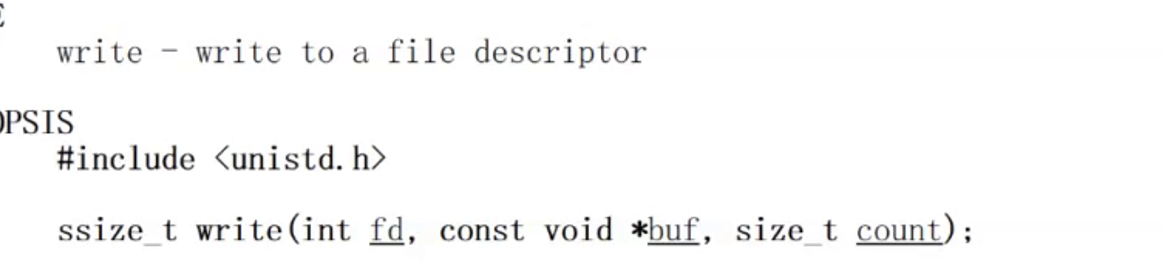 write - write to a file descriptor
OPSIS
#include <unistd.h>
ssize_t write(int fd, const void *buf, size_t count);